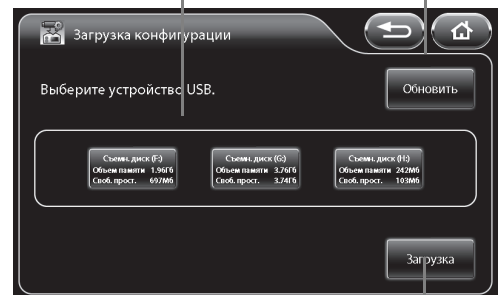 Загрузка конфигурации
Выберите устройство USB.
Обновить
Съемн. диск (F:)
Объем памяти 1.96Гб
Своб. прост. 697Мб
Съемн. диск (G:)
Объем памяти 3.76Гб
Своб. прост. 3.74Гб
Съемн. диск (H:)
Объем памяти 242Мб
Своб. прост. 103Мб
Загрузка